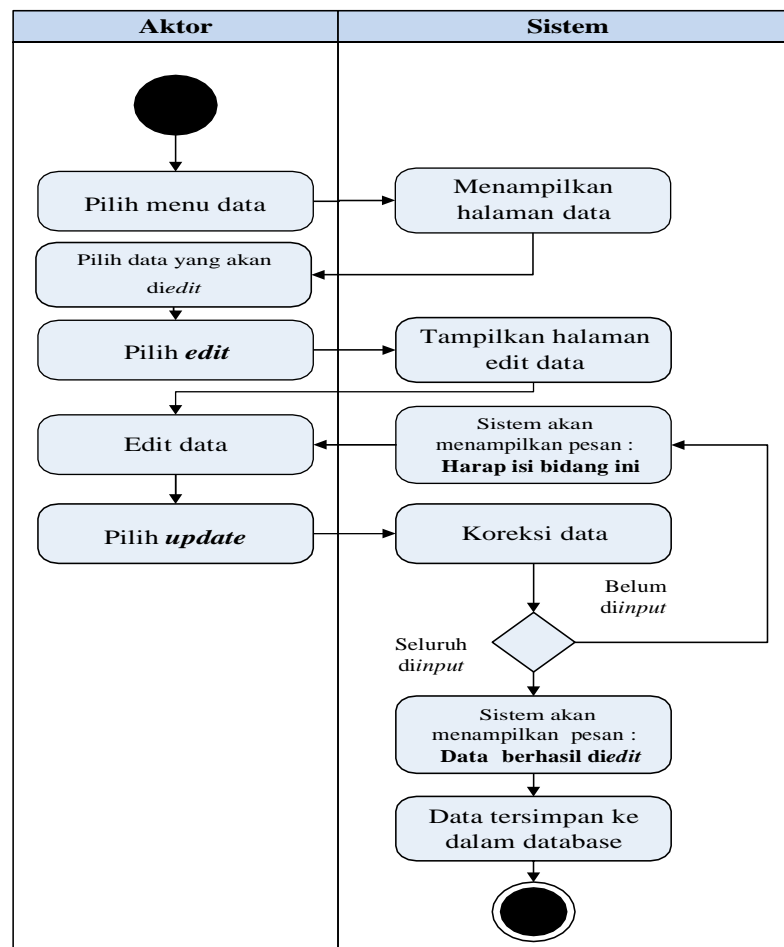 Aktor
Sistem
Pilih menu data
Menampilkan
halaman data
Pilih data yang akan
diedit
Pilih edit
Tampilkan halaman
edit data
Edit data
Sistem akan
menampilkan pesan :
Harap isi bidang ini
Pilih update
Koreksi data
Belum
diinput
Seluruh
diinput
Sistem akan
menampilkan pesan :
Data berhasil diedit
Data tersimpan ke
dalam database